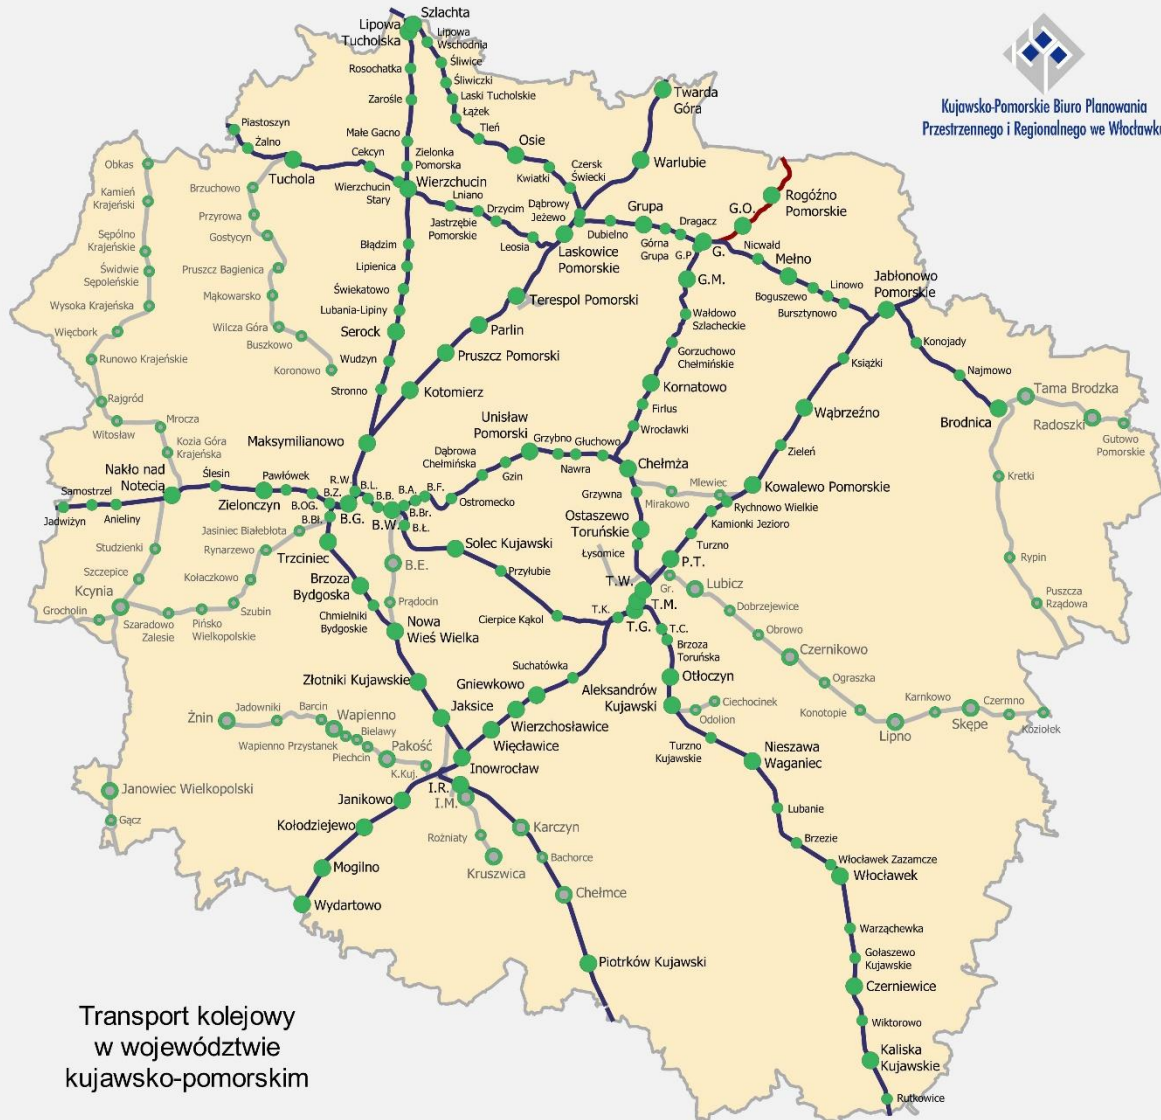 Szlachta
Lipowa
Tucholska
Lipowa
Wschodnia
Śliwice
Rosochatka
Śliwiczki
Zarośle
Laski Tucholskie
Łążek
Tleń
Twarda
Góra
Kujawsko-Pomorskie Biuro Planowania
Przestrzennego i Regionalnego we Włocławku
Piastoszyn
Żalno
Małe Gacno
Osie
Obkas
Cekcyn
Zielonka
Pomorska
Czersk
Świecki
Warlubie
Tuchola
Kwiatki
Kamień
Krajeński
Brzuchowo
Wierzchucin
Stary
Wierzchucin
Rogóźno
Pomorskie
Lniano
Drzycim
Dąbrowy
Jeżewo
Grupa
G.O.
Przyrowa
Jastrzębie
Pomorskie
Leosia
Dubielno
Dragacz
Górna
Grupa
G.P.
G.
Nicwałd
Sępólno
Krajeńskie
Gostycyn
Błądzim
Laskowice
Pomorskie
Mełno
Świdwie
Sępoleńskie
Pruszcz Bagienica
Lipienica
G.M.
Linowo
Jabłonowo
Pomorskie
Mąkowarsko
Świekatowo
Terespol Pomorski
Boguszewo
Bursztynowo
Wysoka Krajeńska
Lubania-Lipiny
Wałdowo
Szlacheckie
Wilcza Góra
Serock
Parlin
Więcbork
Buszkowo
Gorzuchowo
Chełmińskie
Konojady
Runowo Krajeńskie
Wudzyn
Pruszcz Pomorski
Książki
Koronowo
Najmowo
Stronno
Kotomierz
Kornatowo
Tama Brodzka
Rajgród
Firlus
Wąbrzeźno
Brodnica
Radoszki
Witosław
Mrocza
Unisław
Pomorski
Wrocławki
Gutowo
Pomorskie
Kozia Góra
Krajeńska
Maksymilianowo
Dąbrowa
Chełmińska
Grzybno
Głuchowo
Zieleń
Nakło nad
Notecią
Gzin
Nawra
Chełmża
Kretki
Ślesin
Pawłówek
R.W.
B.L.
B.Z.
B.B.
B.A.
B.F.
Mlewiec
Kowalewo Pomorskie
Samostrzel
Zielonczyn
B.OG.
B.G.
B.W.
B.Br.
Ostromecko
Grzywna
Mirakowo
Rychnowo Wielkie
Jadwiżyn
Anieliny
B.Bł.
B.Ł.
Kamionki Jezioro
Jasiniec Białebłota
Ostaszewo
Toruńskie
Studzienki
Rynarzewo
Trzciniec
Solec Kujawski
Turzno
Łysomice
Rypin
B.E.
P.T.
Szczepice
Kołaczkowo
Brzoza
Bydgoska
Przyłubie
T.W.
Gr.
Lubicz
Kcynia
Prądocin
T.M.
Puszcza
Rządowa
Grocholin
Szubin
Chmielniki
Bydgoskie
Cierpice Kąkol
T.K.
T.G.
Dobrzejewice
Szaradowo
Zalesie
Pińsko
Wielkopolskie
Nowa
Wieś Wielka
T.C.
Obrowo
Brzoza
Toruńska
Czernikowo
Suchatówka
Złotniki Kujawskie
Gniewkowo
Otłoczyn
Ograszka
Aleksandrów
Kujawski
Ciechocinek
Karnkowo
Czermno
Żnin
Jadowniki
Barcin
Wapienno
Jaksice
Wierzchosławice
Odolion
Konotopie
Skępe
Koziołek
Lipno
Wapienno Przystanek
Bielawy
Piechcin
Pakość
Więcławice
Turzno
Kujawskie
Nieszawa
Waganiec
K.Kuj.
Inowrocław
Janowiec Wielkopolski
I.R.
Janikowo
I.M.
Lubanie
Gącz
Kołodziejewo
Karczyn
Rożniaty
Brzezie
Bachorce
Mogilno
Kruszwica
Włocławek Zazamcze
Włocławek
Chełmce
Wydartowo
Warząchewka
Gołaszewo
Kujawskie
Piotrków Kujawski
Czerniewice
Wiktorowo
Transport kolejowy
w województwie
kujawsko-pomorskim
Kaliska
Kujawskie
Rutkowice